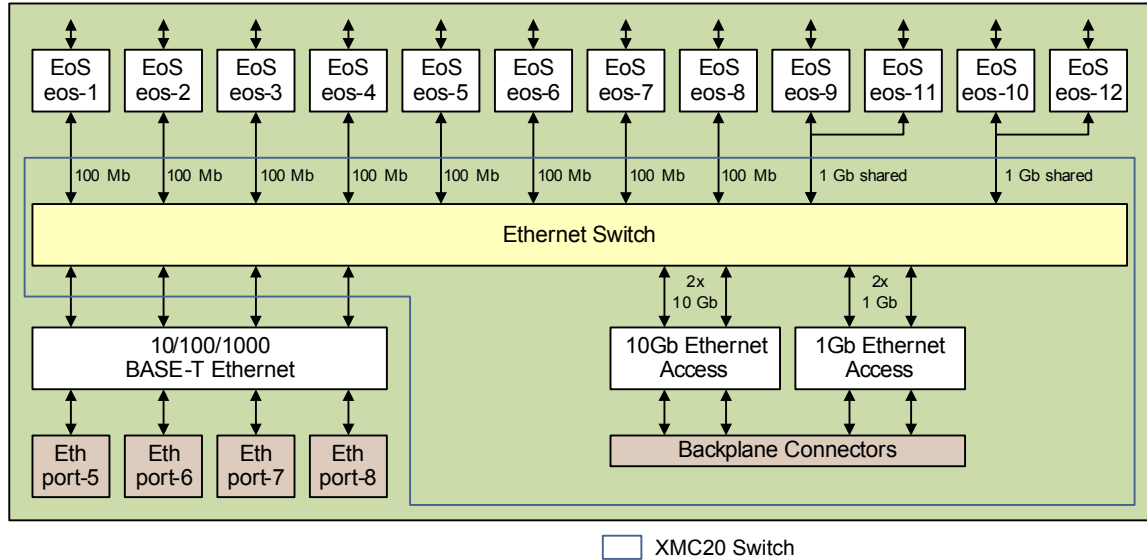 EoS
eos-1
EoS
eos-2
EoS
eos-3
EoS
eos-4
EoS
eos-5
EoS
eos-6
EoS
eos-7
EoS
eos-8
EoS
eos-9
EoS
eos-11
EoS
eos-10
EoS
eos-12
100 Mb
100 Mb
100 Mb
100 Mb
100 Mb
100 Mb
100 Mb
100 Mb
1 Gb shared
1 Gb shared
Ethernet Switch
2x
10 Gb
2x
1 Gb
10/100/1000
BASE-T Ethernet
10Gb Ethernet
Access
1Gb Ethernet
Access
Eth
port-5
Eth
port-6
Eth
port-7
Eth
port-8
Backplane Connectors
XMC20 Switch